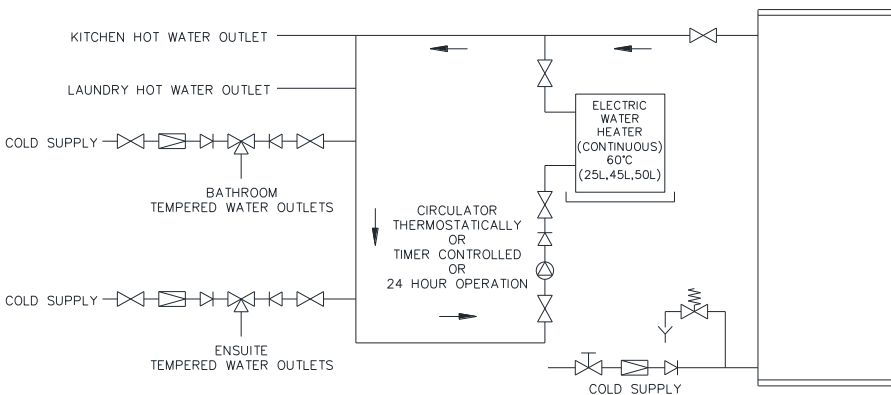 KITCHEN HOT WATER OUTLET
LAUNDRY HOT WATER OUTLET
COLD SUPPLY
BATHROOM
TEMPERED WATER OUTLETS
ELECTRIC
WATER
HEATER
(CONTINUOUS)
60°C
(25L,45L,50L)
CIRCULATOR
THERMOSTATICALLY
OR
TIMER CONTROLLED
OR
24 HOUR OPERATION
COLD SUPPLY
ENSUITE
TEMPERED WATER OUTLETS
COLD SUPPLY